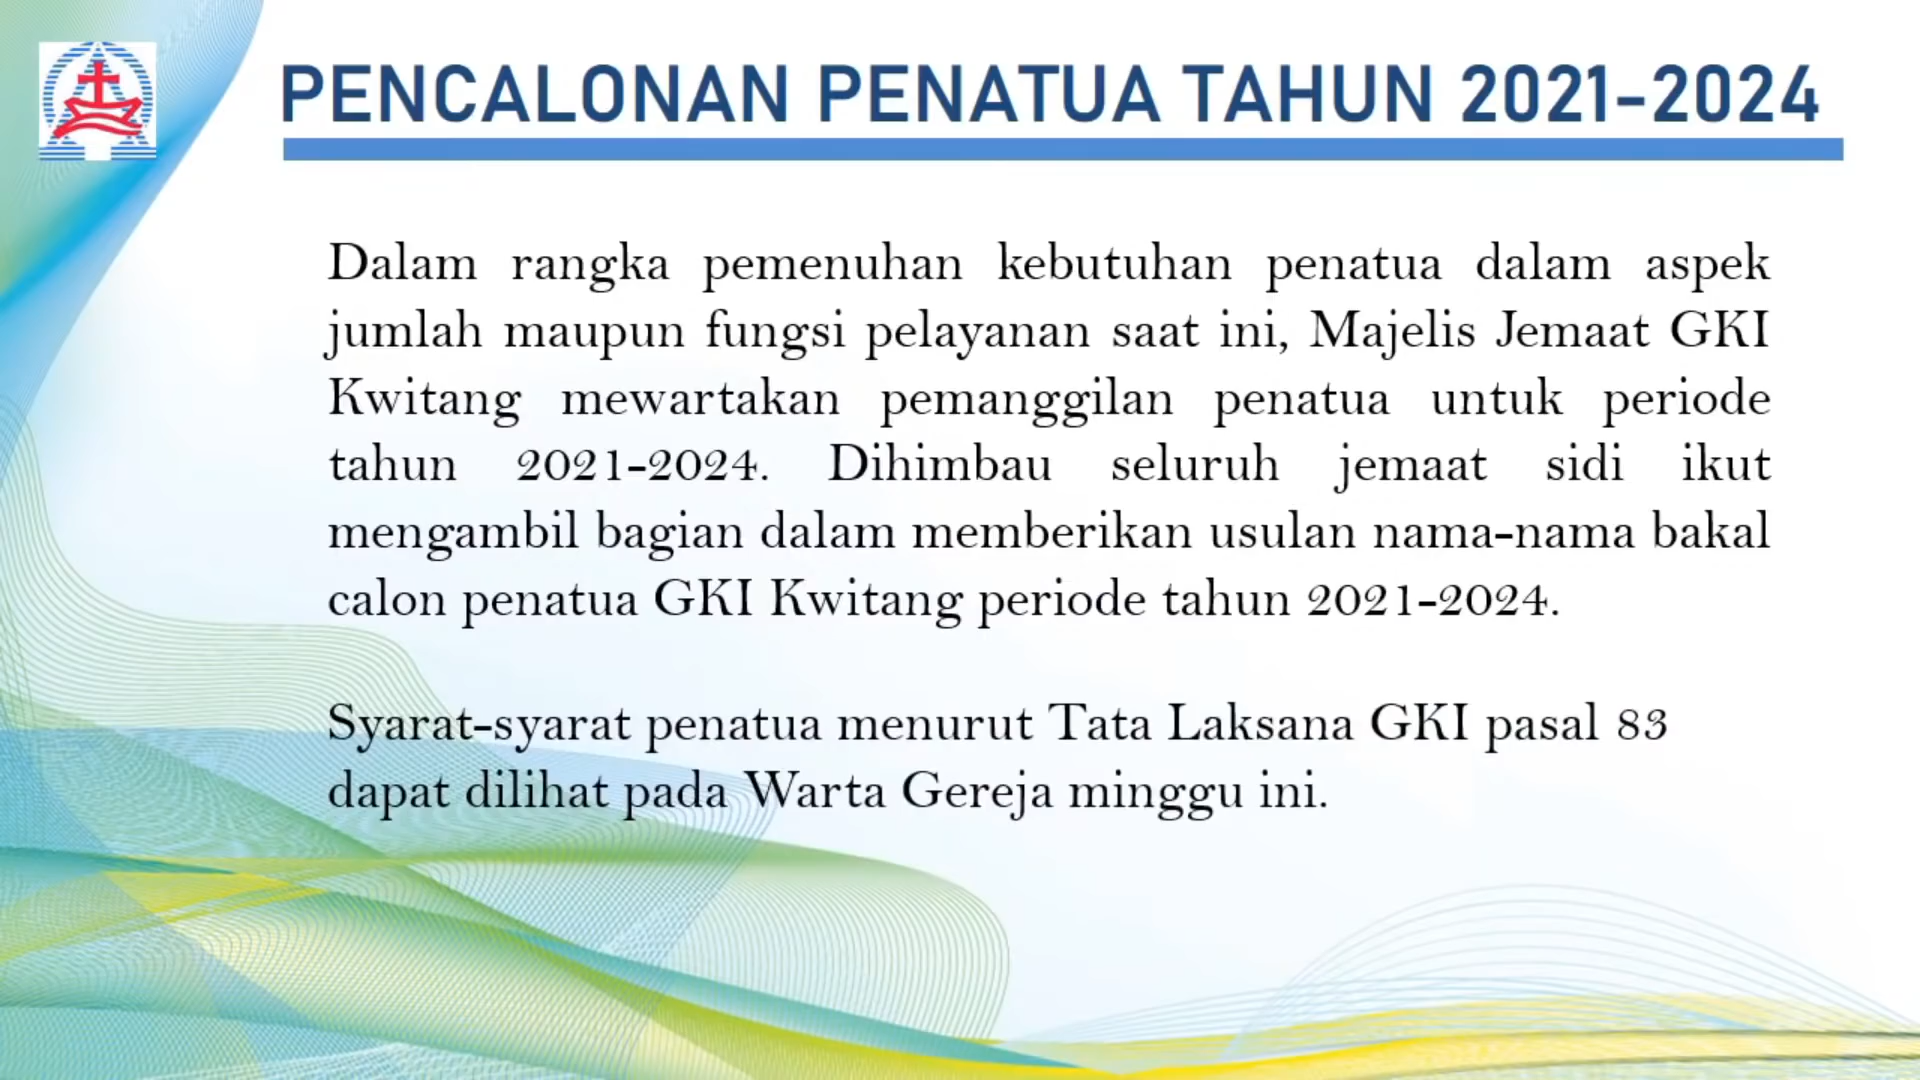 PENCALONAN PENATUA TAHUN 2021-2024
Dalam rangka pemenuhan kebutuhan penatua dalam aspek
jumlah maupun fungsi pelayanan saat ini, Majelis Jemaat GKI
Kwitang mewartakan pemanggilan penatua untuk periode
tahun 2021-2024. Dihimbau seluruh jemaat sidi ikut
mengambil bagian dalam memberikan usulan nama-nama bakal
calon penatua GKI Kwitang periode tahun 2021-2024.
Syarat-syarat penatua menurut Tata Laksana GKI pasal 83
dapat dilihat pada Warta Gereja minggu ini.